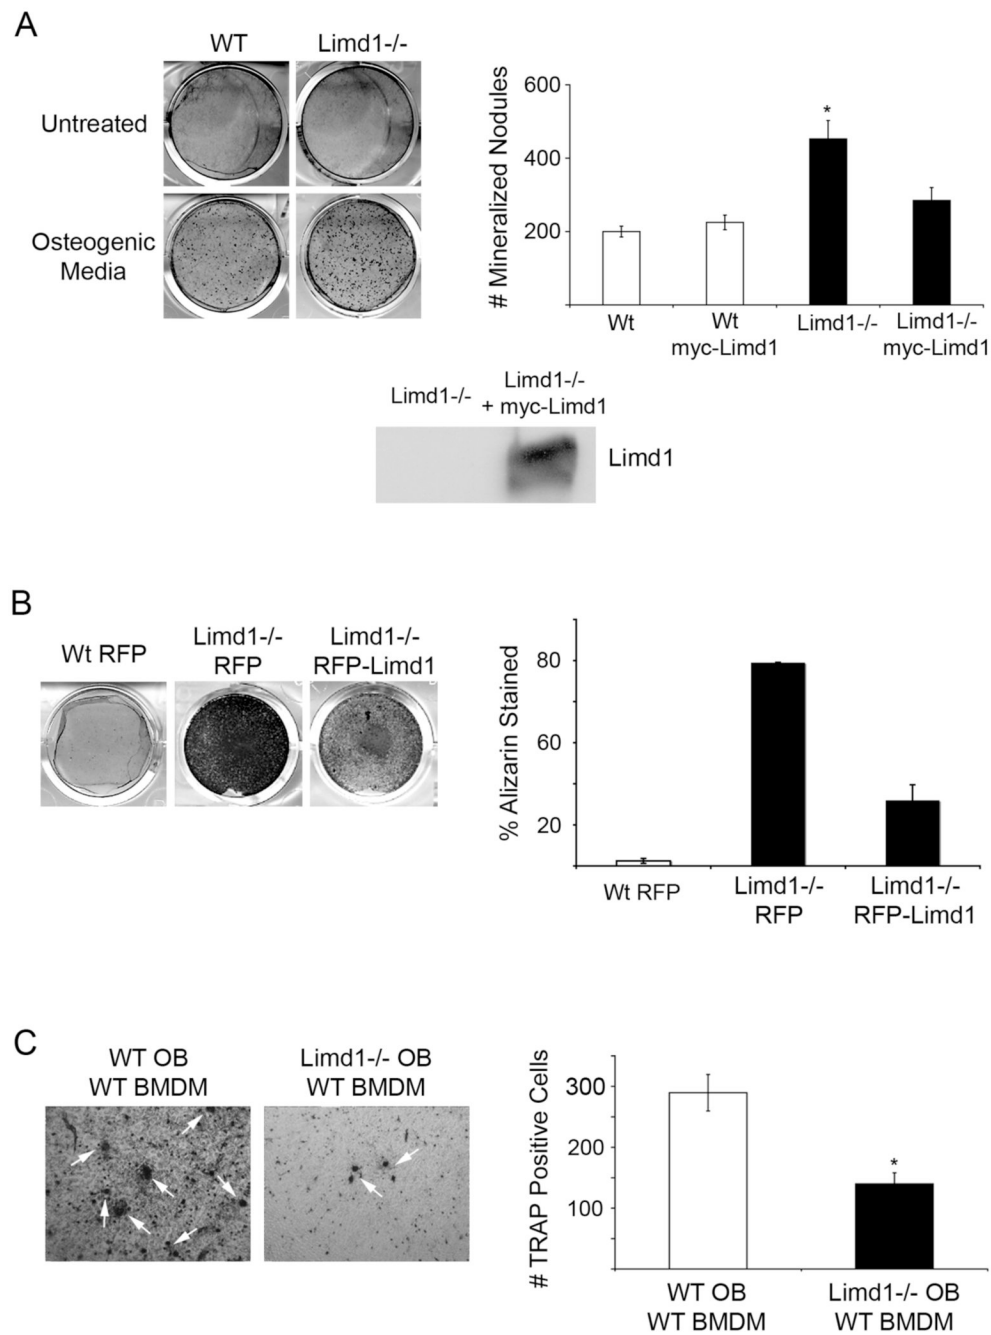 A
WT Limd1-/-
Untreated
Osteogenic
Media
# Mineralized Nodules
600
400
200
*
Wt
Wt
myc-Limd1
Limd1-/-
Limd1-/-
myc-Limd1
Limd1-/-
Limd1-/-
+ myc-Limd1
Limd1
B
Wt RFP
Limd1-/-
RFP
Limd1-/-
RFP-Limd1
% Alizarin Stained
80
60
20
Wt RFP
Limd1-/-
RFP
Limd1-/-
RFP-Limd1
C
WT OB
WT BMDM
Limd1-/- OB
WT BMDM
# TRAP Positive Cells
300
200
100
*
WT OB
WT BMDM
Limd1-/- OB
WT BMDM